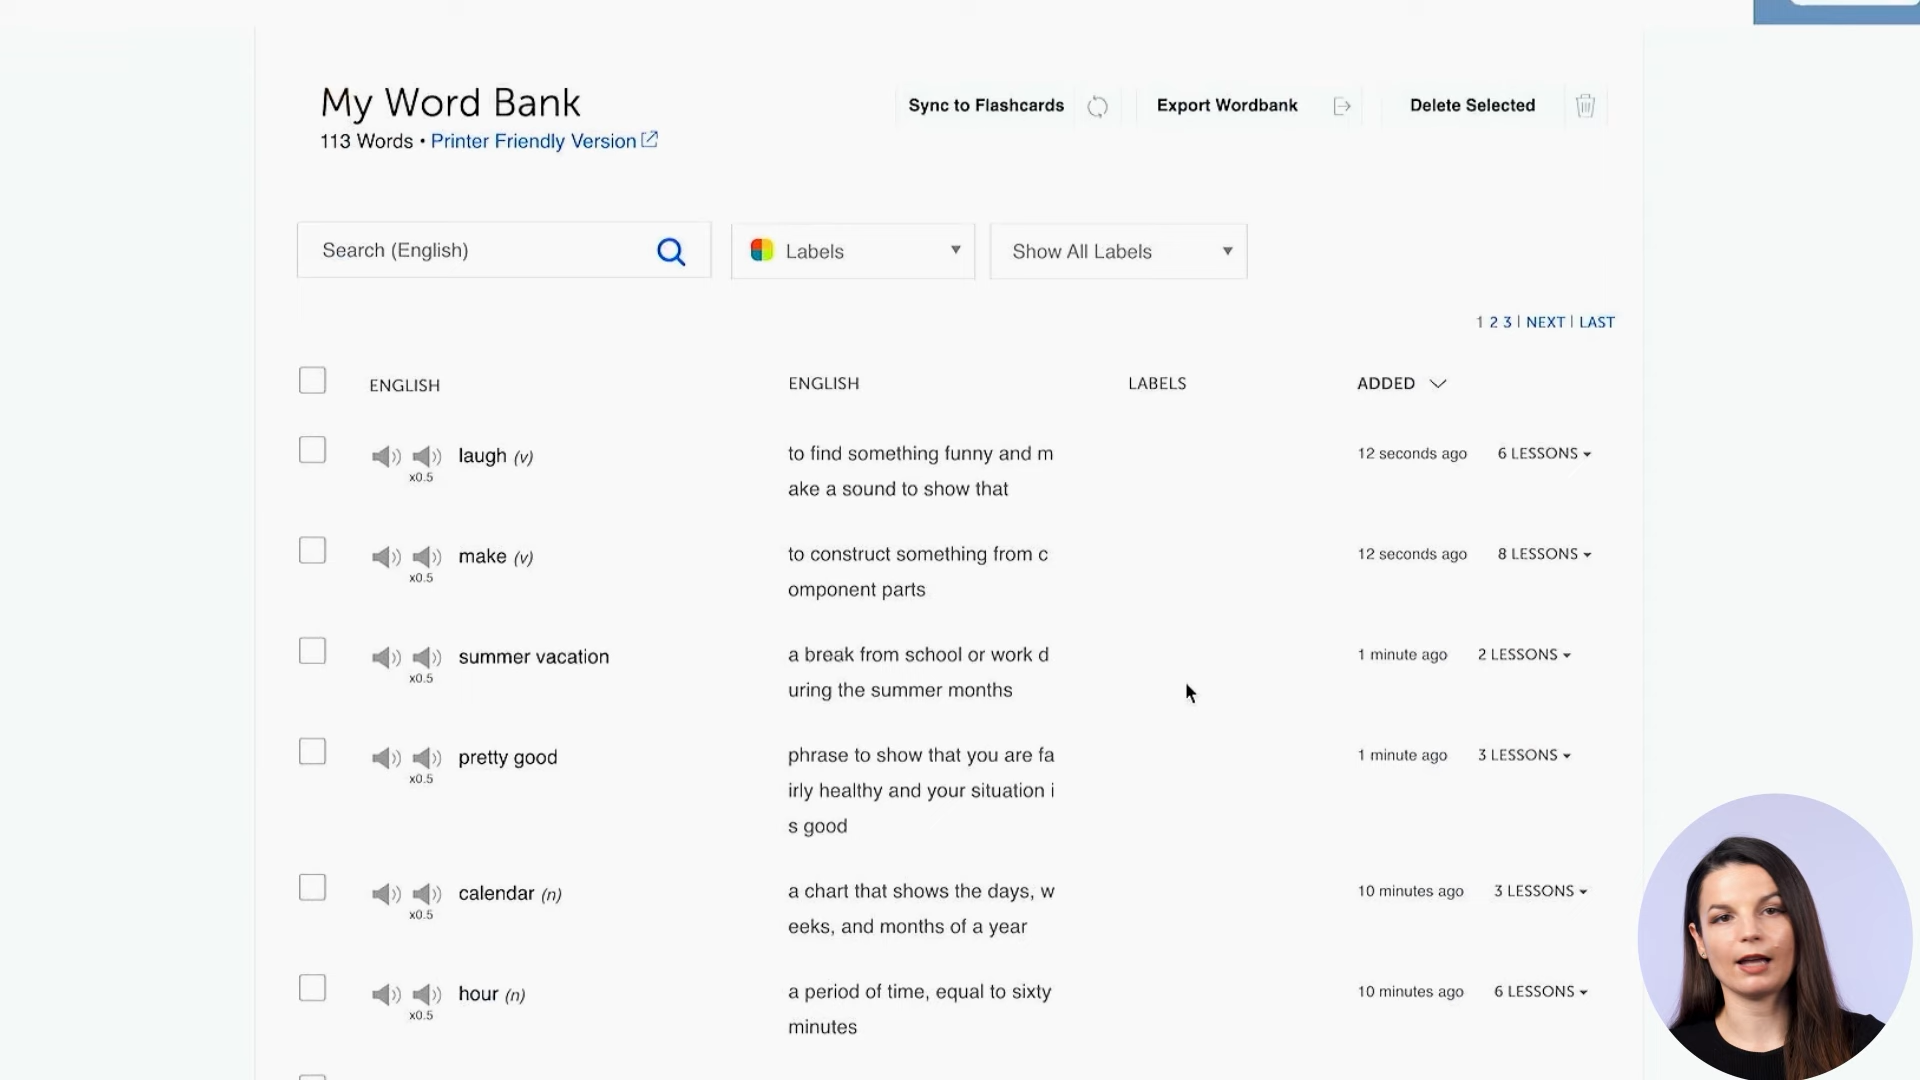 My Word Bank
113 Words • Printer Friendly Version
Sync to Flashcards
Export Wordbank
Delete Selected
Search (English)
Labels
Show All Labels
1 2 3 | NEXT | LAST
ENGLISH ENGLISH LABELS ADDED
laugh (v) to find something funny and m 12 seconds ago 6 LESSONS
x0.5 ake a sound to show that
make (v) to construct something from c 12 seconds ago 8 LESSONS
x0.5 omponent parts
summer vacation a break from school or work d 1 minute ago 2 LESSONS
x0.5 uring the summer months
pretty good phrase to show that you are fa 1 minute ago 3 LESSONS
x0.5 irly healthy and your situation i
s good
calendar (n) a chart that shows the days, w 10 minutes ago 3 LESSONS
x0.5 eeks, and months of a year
hour (n) a period of time, equal to sixty 10 minutes ago 6 LESSONS
x0.5 minutes